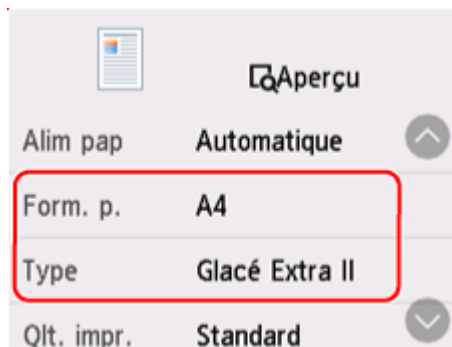 Aperçu
Alim pap Automatique
Form. p. A4
Type Glacé Extra II
Qlt. impr. Standard